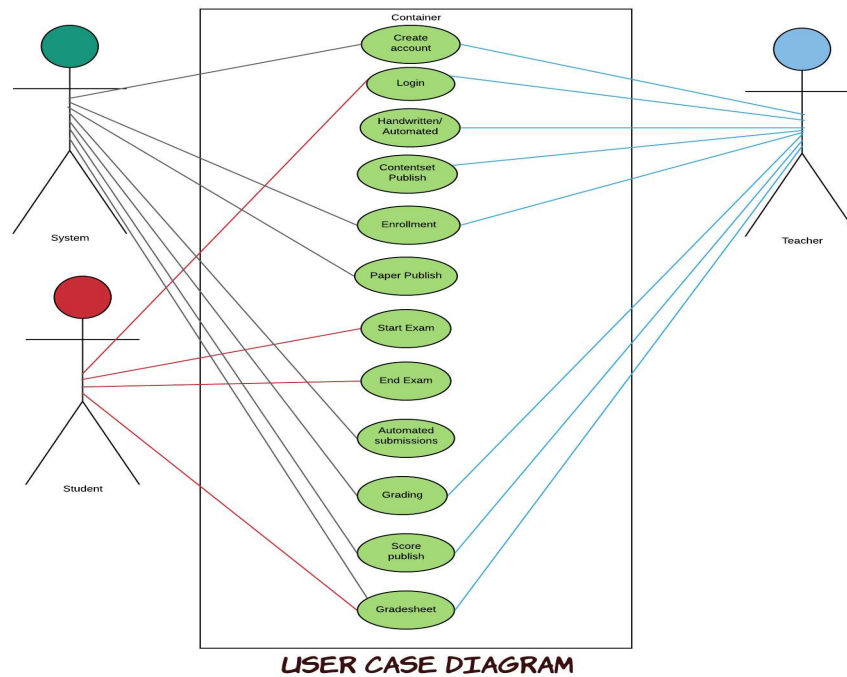 Container
Create
account
Login
Handwritten/
Automated
Contentset
Publish
Enrollment
System
Teacher
Paper Publish
Start Exam
End Exam
Automated
submissions
Student
Grading
Score
publish
Gradesheet
USER CASE DIAGRAM